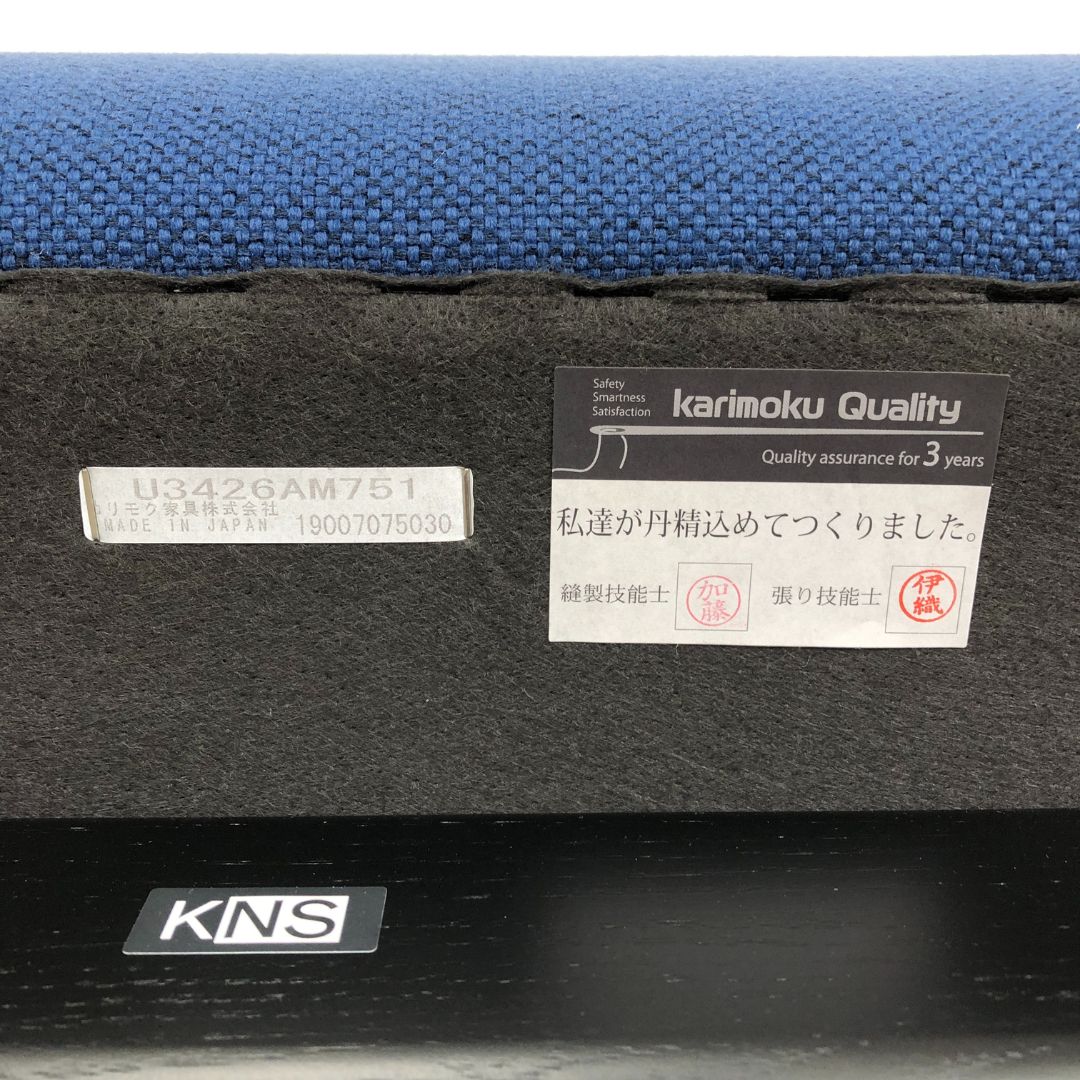 U3426AM751
リモク家具株式会社
MADE IN JAPAN 19007075030
Safety
Smartness
Satisfaction
karimoku Quality
Quality assurance for 3 years
私達が丹精込めてつくりました。
縫製技能士 加藤 張り技能士 伊織
KNS